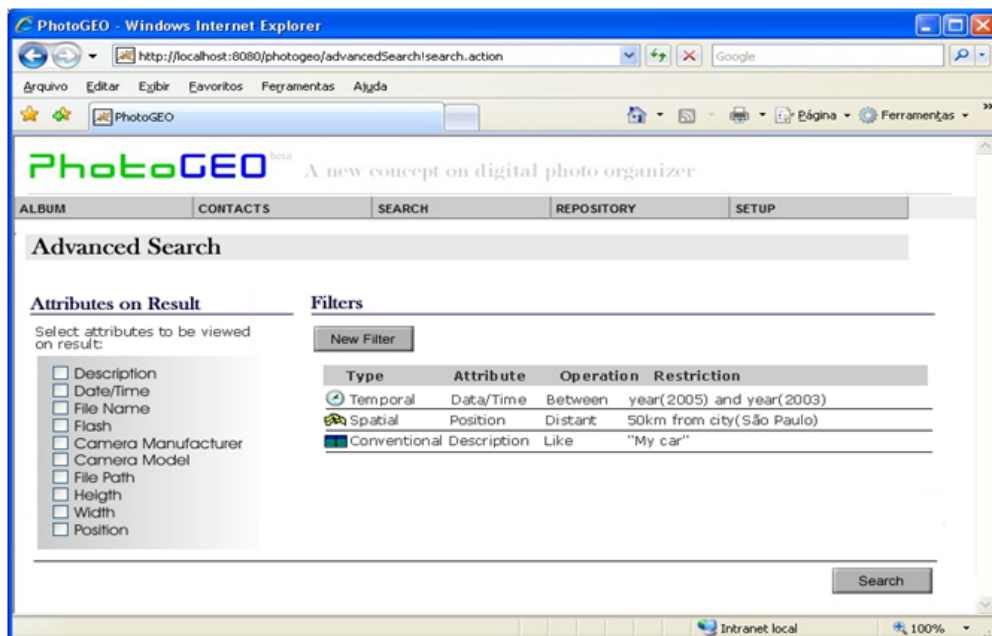 PhotoGEO - Windows Internet Explorer
http://localhost:8080/photogeo/advancedSearch!search.action
Google
Arquivo Editar Exibir Favoritos Ferramentas Ajuda
PhotoGEO
Página
Ferramentas
PhotoGEO beta A new concept on digital photo organizer
ALBUM CONTACTS SEARCH REPOSITORY SETUP
Advanced Search
Attributes on Result
Select attributes to be viewed
on result:
Description
Date/Time
File Name
Flash
Camera Manufacturer
Camera Model
File Path
Heigth
Width
Position
Filters
New Filter
Type Attribute Operation Restriction
Temporal Data/Time Between year(2005) and year(2003)
Spatial Position Distant 50km from city(São Paulo)
Conventional Description Like "My car"
Search
Intranet local
100%